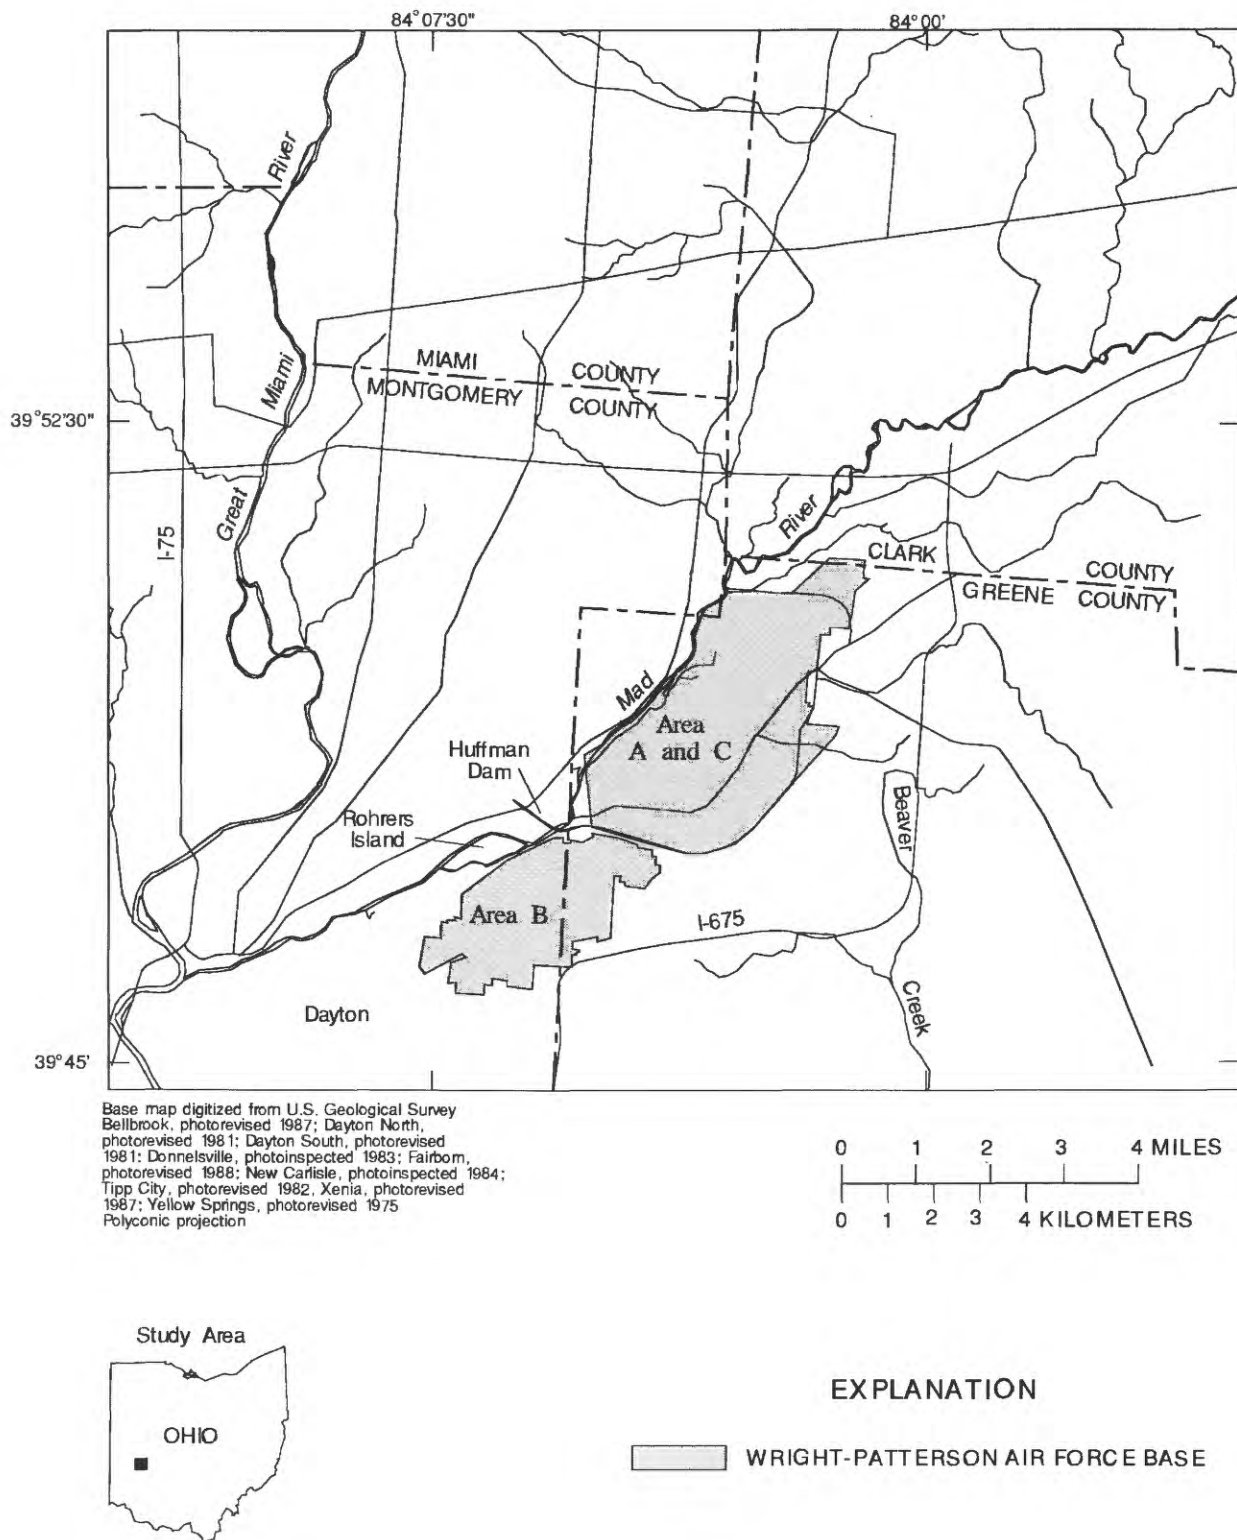 84°07'30"
84°00'
River
Miami
Great
I-75
MIAMI COUNTY
MONTGOMERY COUNTY
39°52'30"
River
CLARK COUNTY
GREENE COUNTY
Mad
Area
A and C
Huffman
Dam
Rohrers
Island
Beaver
Area B
I-675
Creek
Dayton
39°45'
Base map digitized from U.S. Geological Survey
Bellbrook, photorevised 1987; Dayton North,
photorevised 1981; Dayton South, photorevised
1981; Donnelsville, photoinspected 1983; Fairborn,
photorevised 1988; New Carlisle, photoinspected 1984;
Tipp City, photorevised 1982, Xenia, photorevised
1987; Yellow Springs, photorevised 1975
Polyconic projection
0 1 2 3 4 MILES
0 1 2 3 4 KILOMETERS
Study Area
OHIO
EXPLANATION
WRIGHT-PATTERSON AIR FORCE BASE